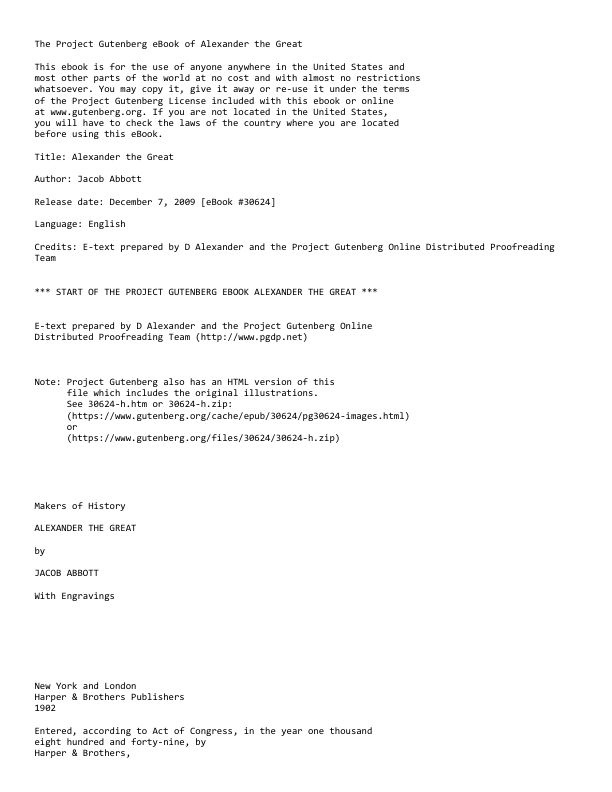 The Project Gutenberg eBook of Alexander the Great
This ebook is for the use of anyone anywhere in the United States and
most other parts of the world at no cost and with almost no restrictions
whatsoever. You may copy it, give it away or re-use it under the terms
of the Project Gutenberg License included with this ebook or online
at www.gutenberg.org. If you are not located in the United States,
you will have to check the laws of the country where you are located
before using this eBook.
Title: Alexander the Great
Author: Jacob Abbott
Release date: December 7, 2009 [eBook #30624]
Language: English
Credits: E-text prepared by D Alexander and the Project Gutenberg Online Distributed Proofreading
Team
*** START OF THE PROJECT GUTENBERG EBOOK ALEXANDER THE GREAT ***
E-text prepared by D Alexander and the Project Gutenberg Online
Distributed Proofreading Team (http://www.pgdp.net)
Note: Project Gutenberg also has an HTML version of this
file which includes the original illustrations.
See 30624-h.htm or 30624-h.zip:
(https://www.gutenberg.org/cache/epub/30624/pg30624-images.html)
or
(https://www.gutenberg.org/files/30624/30624-h.zip)
Makers of History
ALEXANDER THE GREAT
by
JACOB ABBOTT
With Engravings
New York and London
Harper & Brothers Publishers
1902
Entered, according to Act of Congress, in the year one thousand
eight hundred and forty-nine, by
Harper & Brothers,